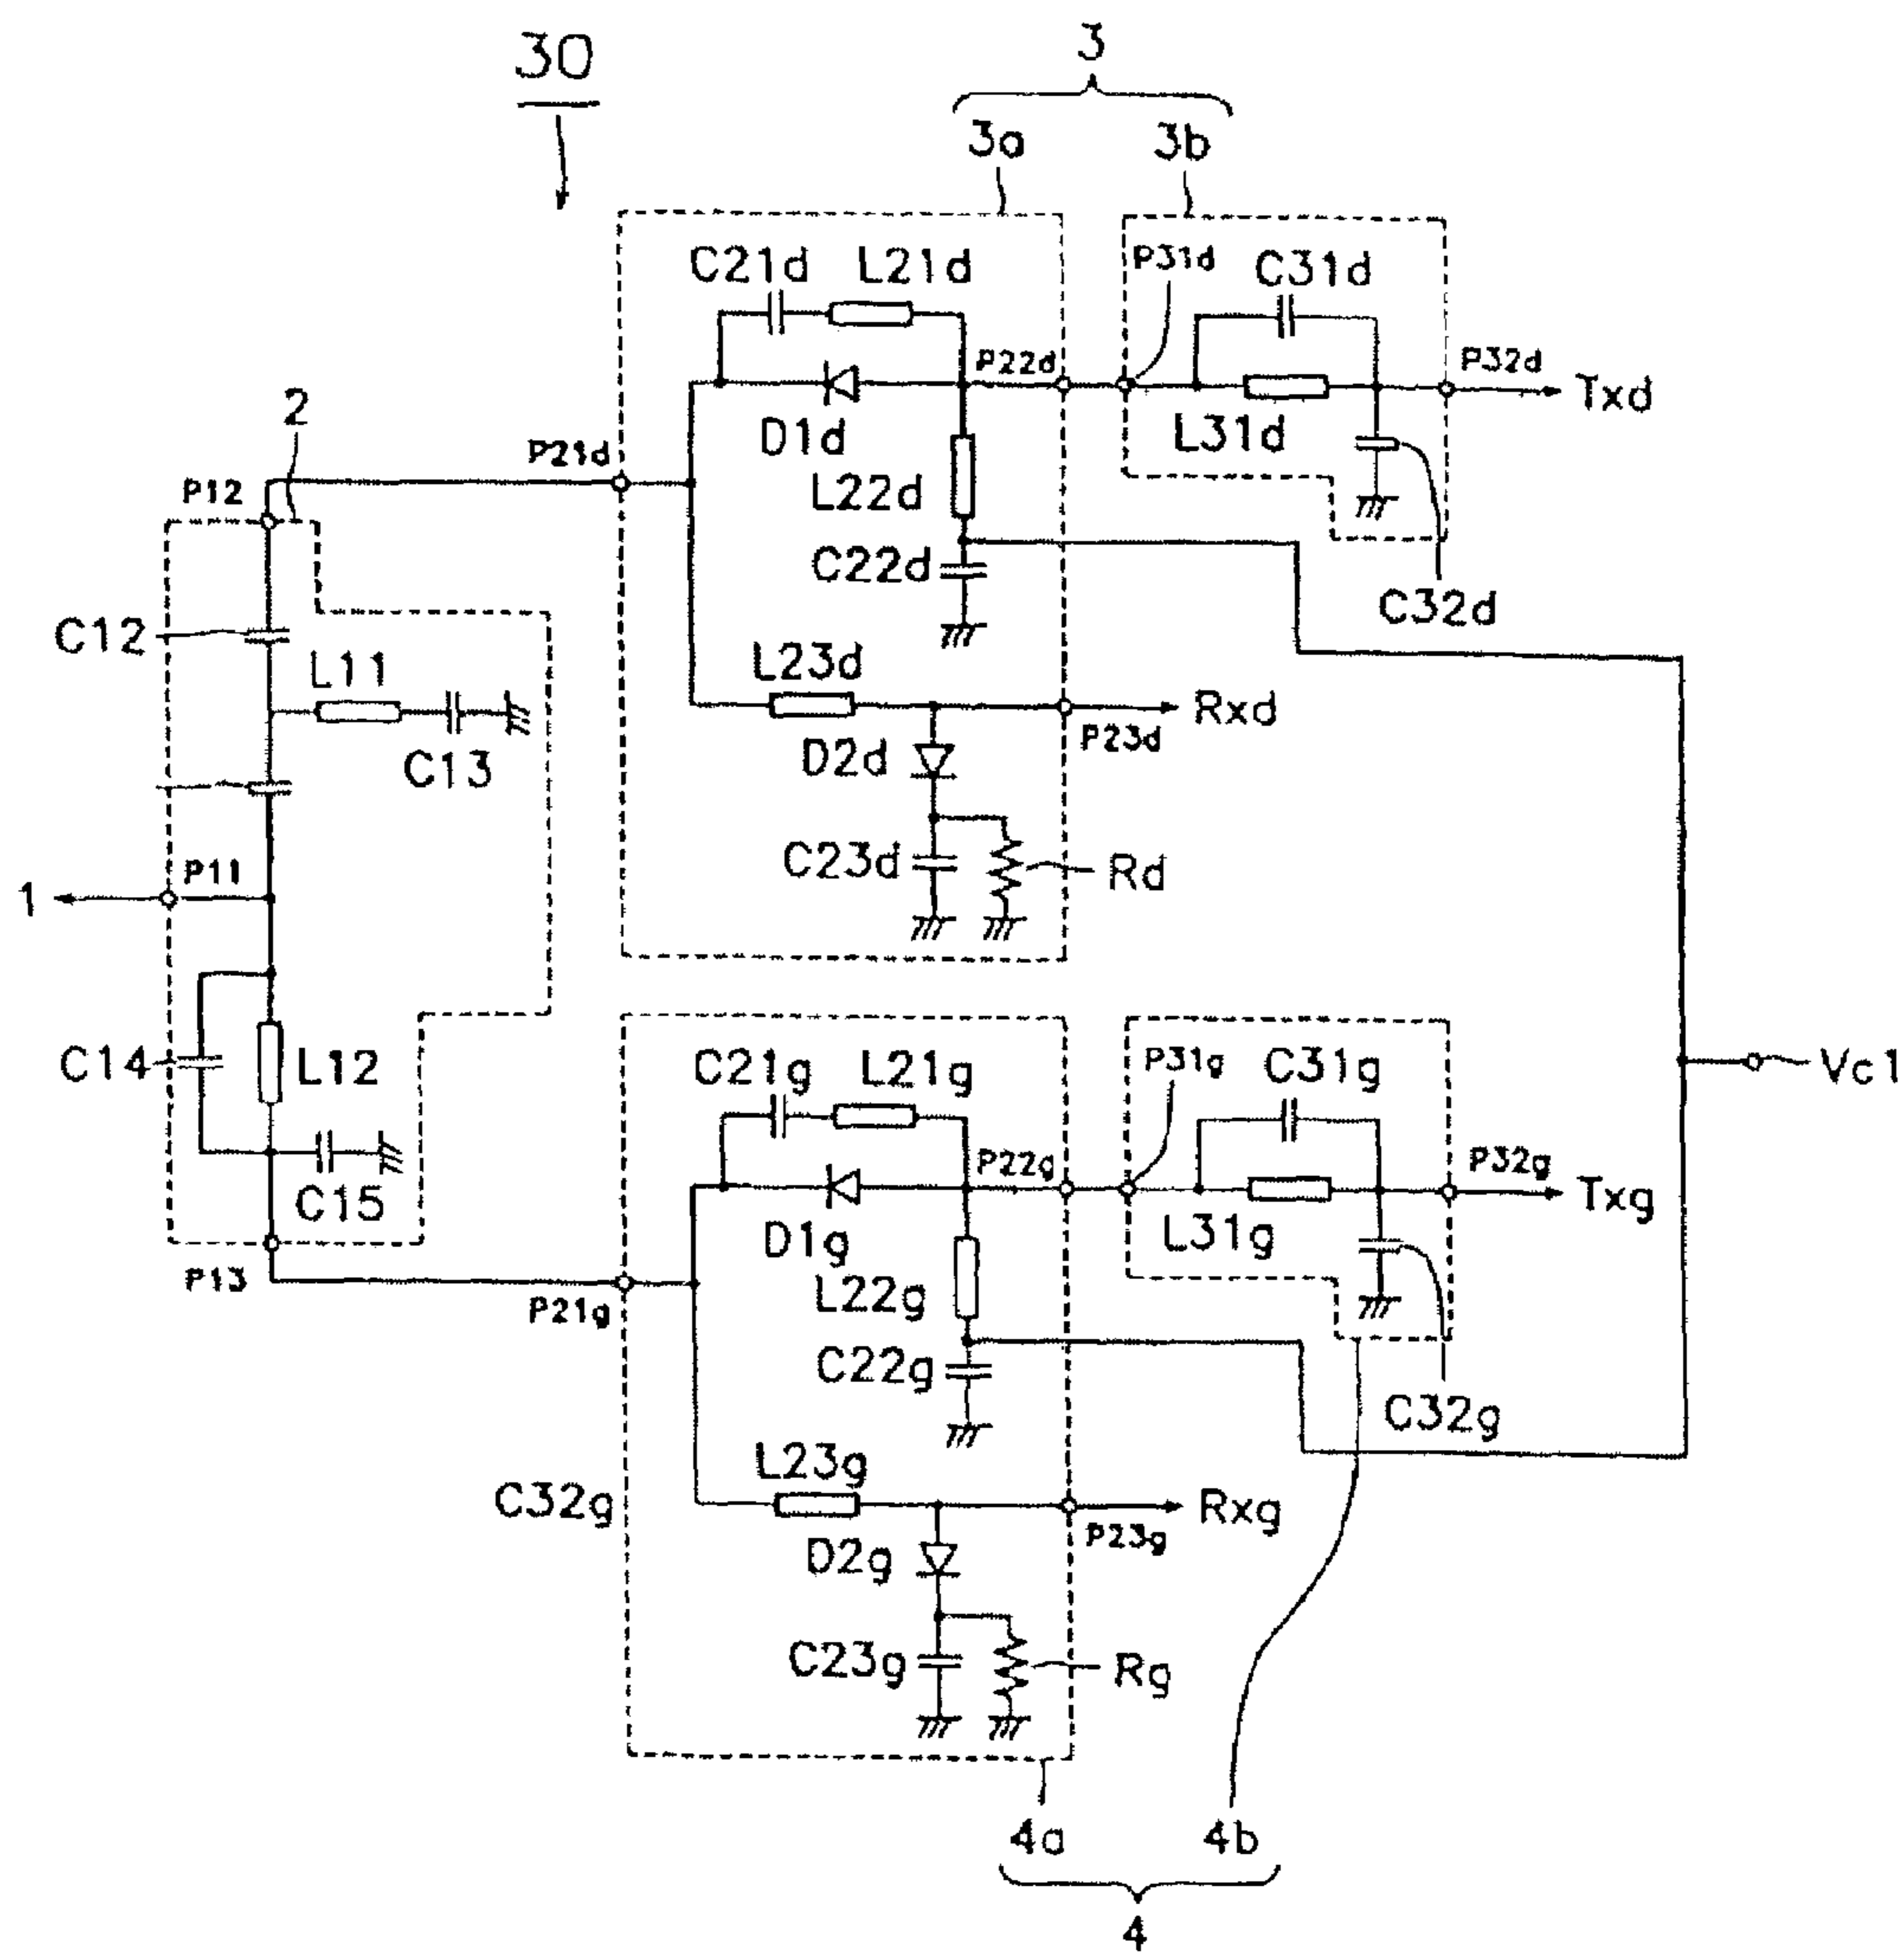 30
3
3a 3b
C21d L21d
P31d C31d
P22d P32d
Txd
D1d L31d
2
P21d
P12
L22d
C22d
C32d
C12
L11 L23d
Rxd
P23d
C13 D2d
P11
C23d Rd
1
C14 L12
C21g L21g
P31g C31g
Vc1
P22g P32g
Txg
C15 D1g L31g
P13
P21g
L22g
C22g
C32g
L23g
C32g Rxg
P23g
D2g
C23g Rg
4a 4b
4